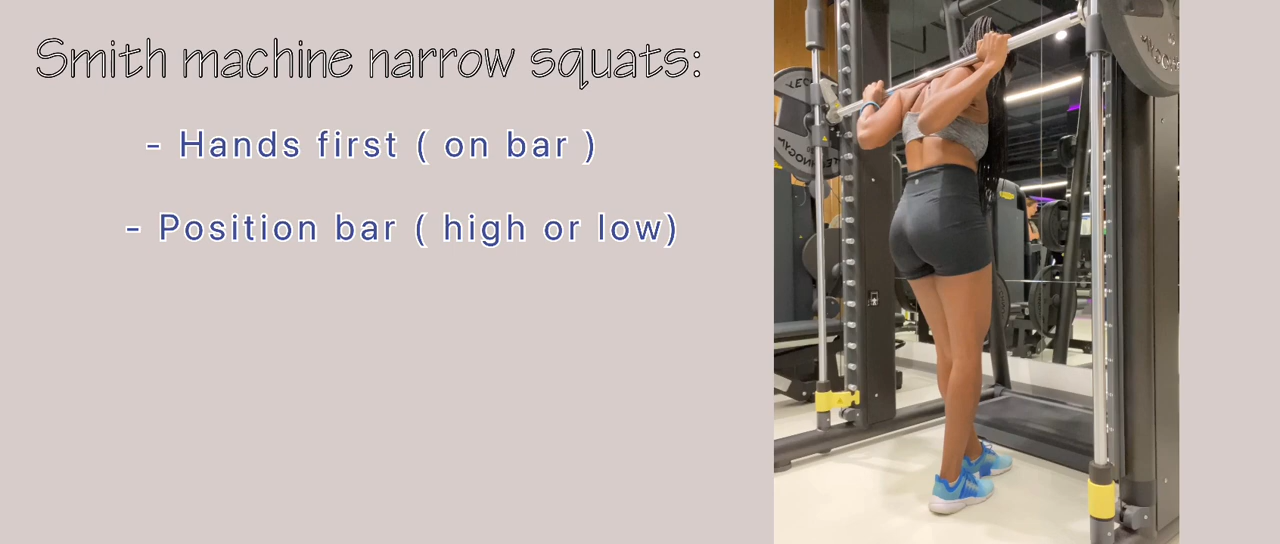 Smith machine narrow squats:
- Hands first ( on bar )
- Position bar ( high or low)